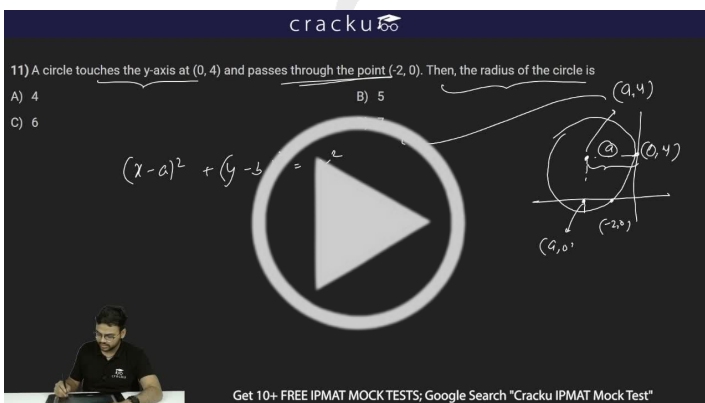 cracku
11) A circle touches the y-axis at (0, 4) and passes through the point (-2, 0). Then, the radius of the circle is
A) 4
B) 5
C) 6
(a,4)
(x-a)² + (y-b = ²
a
(0,4)
(-2,0)
(a,0
cracku
Get 10+ FREE IPMAT MOCK TESTS; Google Search "Cracku IPMAT Mock Test"